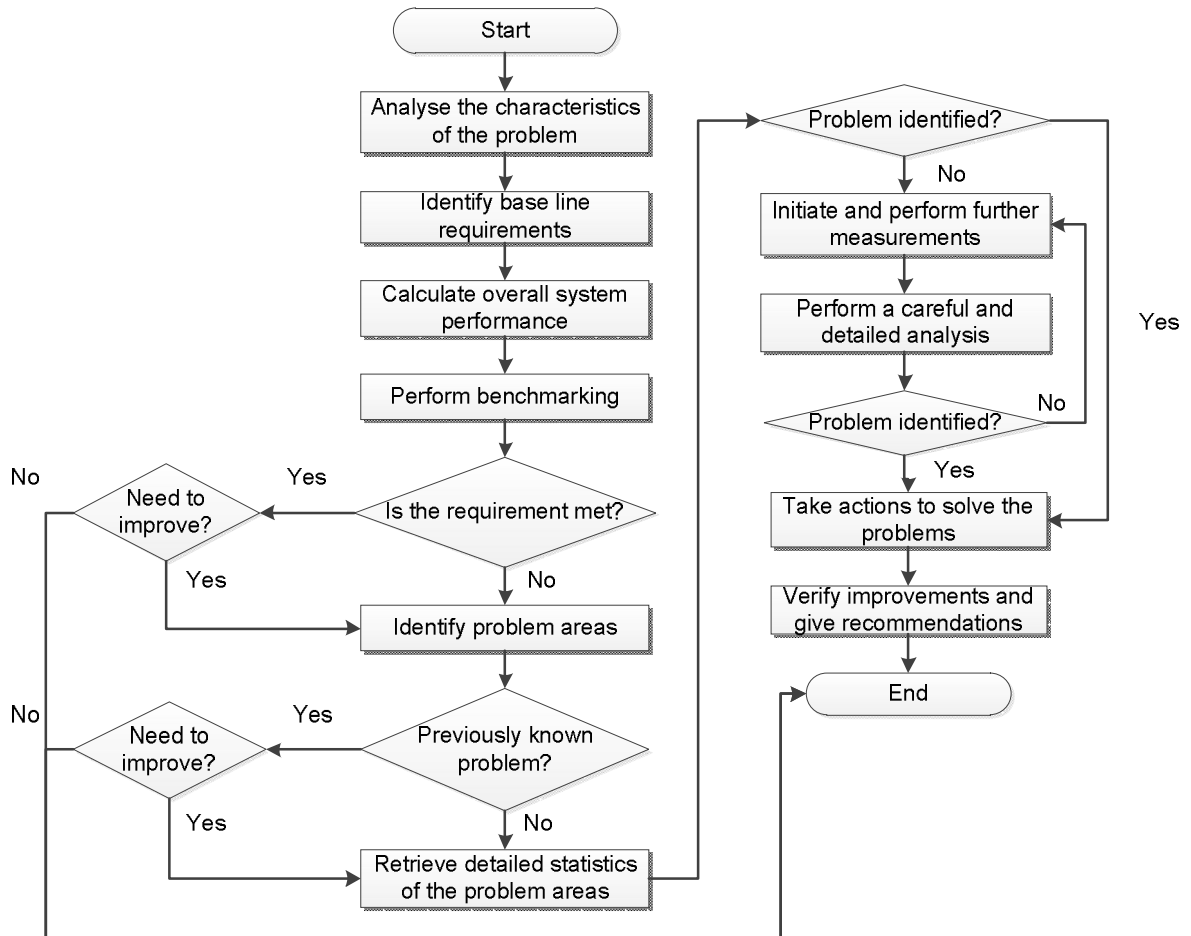 Start
Analyse the characteristics
of the problem
Identify base line
requirements
Calculate overall system
performance
Perform benchmarking
Is the requirement met?
Yes
No
Need to
improve?
No
Yes
Identify problem areas
Previously known
problem?
Yes
No
Need to
improve?
No
Yes
Retrieve detailed statistics
of the problem areas
Problem identified?
No
Yes
Initiate and perform further
measurements
Perform a careful and
detailed analysis
Problem identified?
No
Yes
Take actions to solve the
problems
Verify improvements and
give recommendations
End